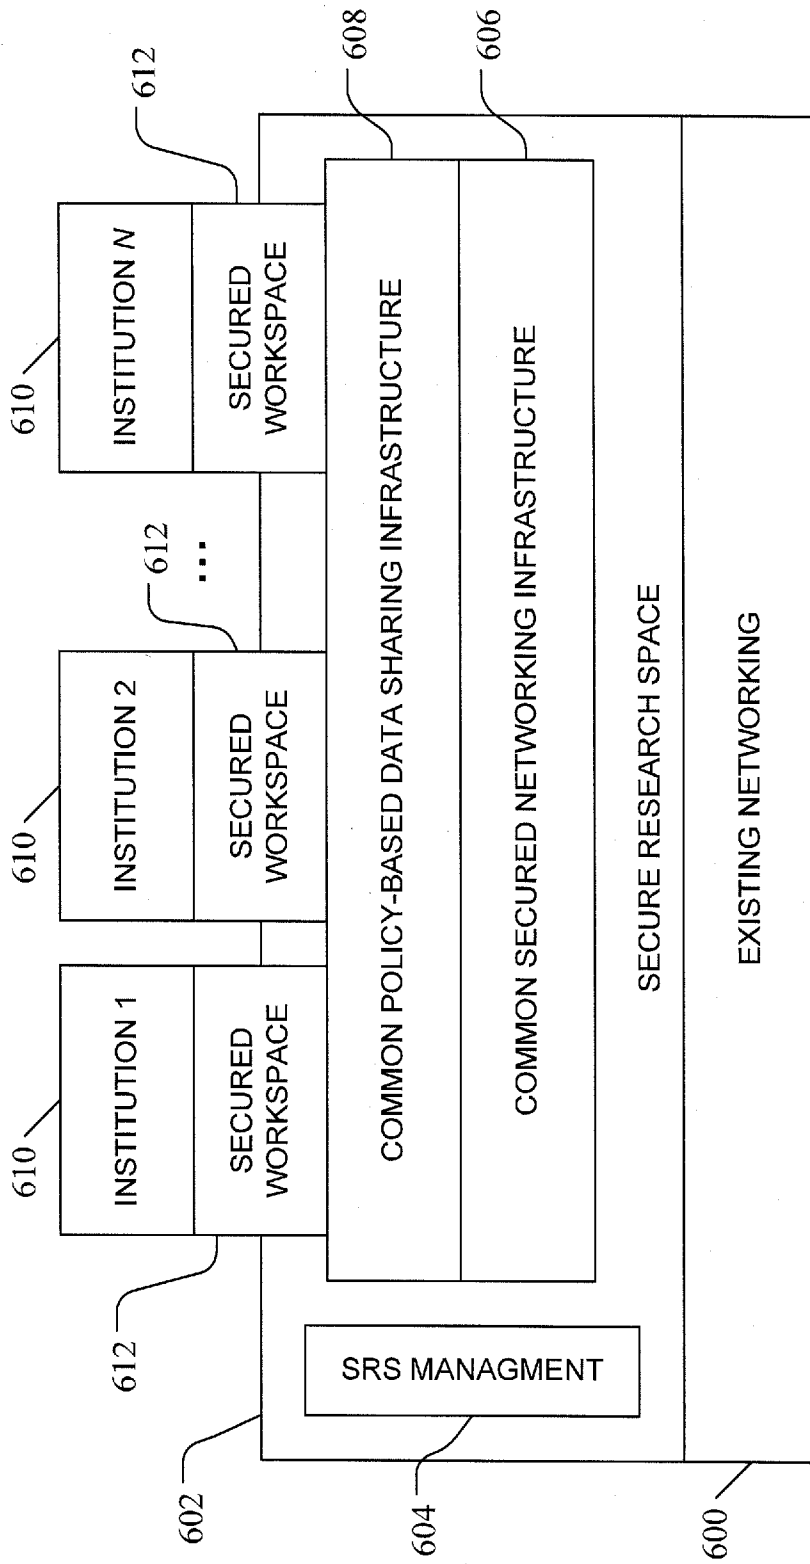 610
610
610
INSTITUTION 1
INSTITUTION 2
INSTITUTION N
612
612
612
SECURED
WORKSPACE
SECURED
WORKSPACE
...
SECURED
WORKSPACE
602
608
COMMON POLICY-BASED DATA SHARING INFRASTRUCTURE
604
SRS MANAGMENT
606
COMMON SECURED NETWORKING INFRASTRUCTURE
SECURE RESEARCH SPACE
600
EXISTING NETWORKING